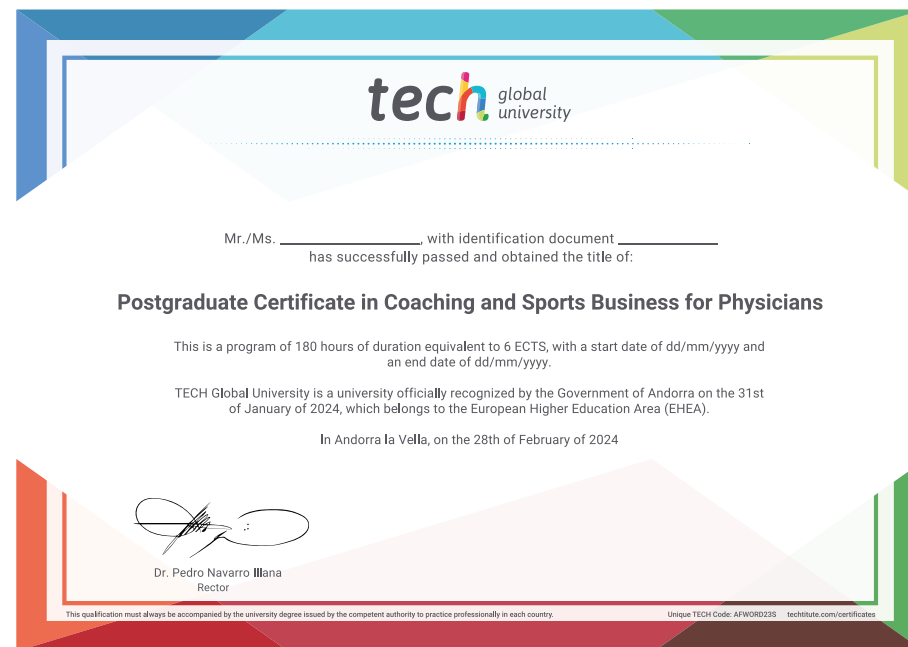 tech global
university
Mr./Ms. ____________, with identification document ____________
has successfully passed and obtained the title of:
Postgraduate Certificate in Coaching and Sports Business for Physicians
This is a program of 180 hours of duration equivalent to 6 ECTS, with a start date of dd/mm/yyyy and
an end date of dd/mm/yyyy.
TECH Global University is a university officially recognized by the Government of Andorra on the 31st
of January of 2024, which belongs to the European Higher Education Area (EHEA).
In Andorra la Vella, on the 28th of February of 2024
Dr. Pedro Navarro Illana
Rector
This qualification must always be accompanied by the university degree issued by the competent authority to practice professionally in each country. Unique TECH Code: AFWORD23S techtitute.com/certificates